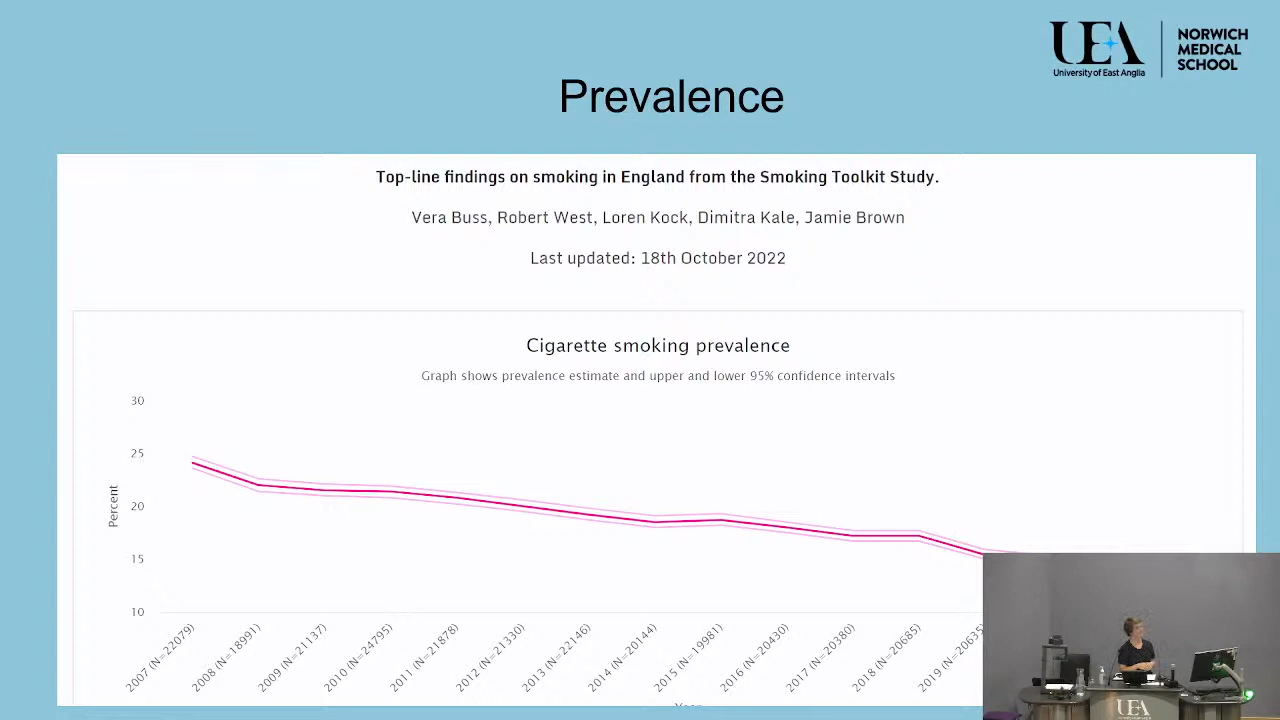 UEA
University of East Anglia
NORWICH
MEDICAL
SCHOOL
Prevalence
Top-line findings on smoking in England from the Smoking Toolkit Study.
Vera Buss, Robert West, Loren Kock, Dimitra Kale, Jamie Brown
Last updated: 18th October 2022
Cigarette smoking prevalence
Graph shows prevalence estimate and upper and lower 95% confidence intervals
30
25
20
15
10
Percent
2007 (N=22079)
2008 (N=18991)
2009 (N=21137)
2010 (N=24795)
2011 (N=21878)
2012 (N=21330)
2013 (N=22146)
2014 (N=20144)
2015 (N=19981)
2016 (N=20430)
2017 (N=20380)
2018 (N=20685)
2019 (N=20635
UEA